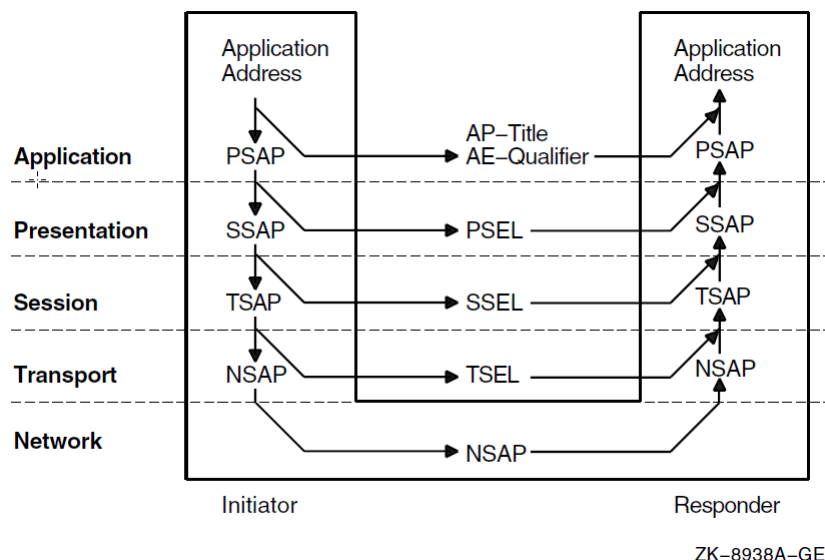 Application
Address
Application
Address
AP–Title
Application
PSAP
AE–Qualifier
PSAP
Presentation
SSAP
PSEL
SSAP
Session
TSAP
SSEL
TSAP
Transport
NSAP
TSEL
NSAP
Network
NSAP
Initiator
Responder
ZK–8938A–GE